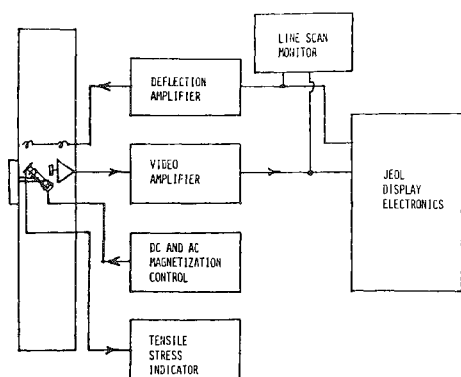 LINE SCAN
MONITOR
DEFLECTION
AMPLIFIER
VIDEO
AMPLIFIER
JEOL
DISPLAY
ELECTRONICS
DC AND AC
MAGNETIZATION
CONTROL
TENSILE
STRESS
INDICATOR